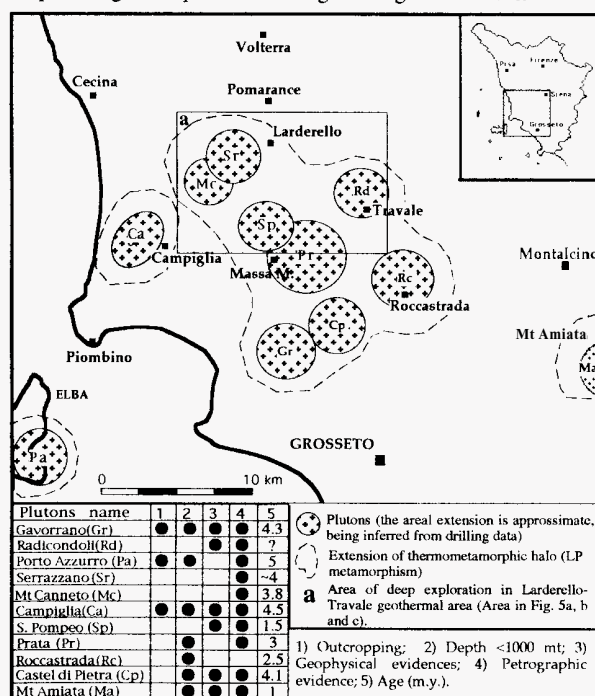 Volterra
Cecina
Pomarance
a
Larderello
Sr
Mc
Rd
Travale
Sp
Ca
Campiglia
Pr
Massa M.
Rc
Roccastrada
Montalcino
Cp
Gr
Mt Amiata
Ma
Piombino
ELBA
Pa
GROSSETO
0 10 km
Pisa
Firenze
Siena
Grosseto
Plutons name 1 2 3 4 5
Gavorrano(Gr) ● ● ● ● 4.3
Radicondoli(Rd) ● ● ?
Porto Azzurro (Pa) ● ● ● 5
Serrazzano (Sr) ● ~4
Mt Canneto (Mc) ● 3.8
Campiglia(Ca) ● ● ● ● 4.5
S. Pompeo (Sp) ● ● 1.5
Prata (Pr) ● ● 3
Roccastrada(Rc) ● 2.5
Castel di Pietra (Cp) ● ● ● 4.1
Mt Amiata (Ma) ● ● ● 1
Plutons (the areal extension is approssimate,
being inferred from drilling data)
Extension of thermometamorphic halo (LP
metamorphism)
a Area of deep exploration in Larderello-
Travale geothermal area (Area in Fig. 5a, b
and c).
1) Outcropping; 2) Depth <1000 mt; 3)
Geophysical evidences; 4) Petrographic
evidence; 5) Age (m.y.).